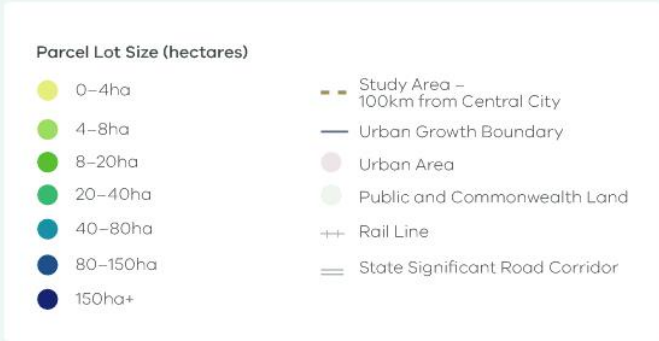 Parcel Lot Size (hectares)
0–4ha
4–8ha
8–20ha
20–40ha
40–80ha
80–150ha
150ha+
Study Area –
100km from Central City
Urban Growth Boundary
Urban Area
Public and Commonwealth Land
Rail Line
State Significant Road Corridor